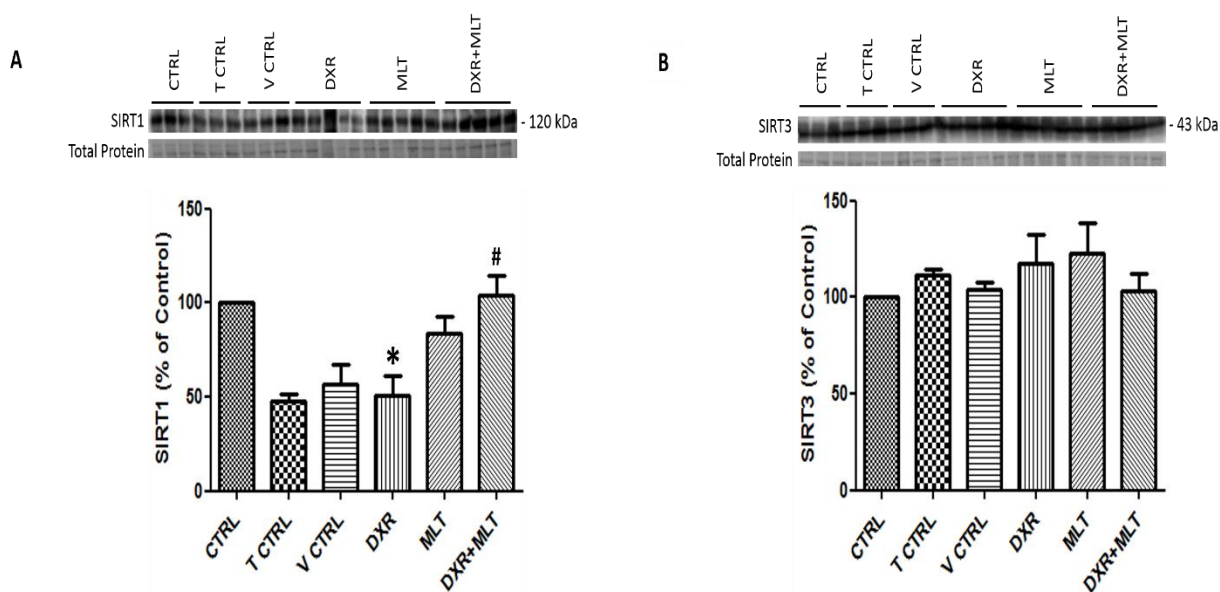 A
CTRL
T CTRL
V CTRL
DXR
MLT
DXR+MLT
SIRT1
- 120 kDa
Total Protein
SIRT1 (% of Control)
150
100
50
0
*
#
CTRL
T CTRL
V CTRL
DXR
MLT
DXR+MLT
B
CTRL
T CTRL
V CTRL
DXR
MLT
DXR+MLT
SIRT3
- 43 kDa
Total Protein
SIRT3 (% of Control)
150
100
50
0
CTRL
T CTRL
V CTRL
DXR
MLT
DXR+MLT